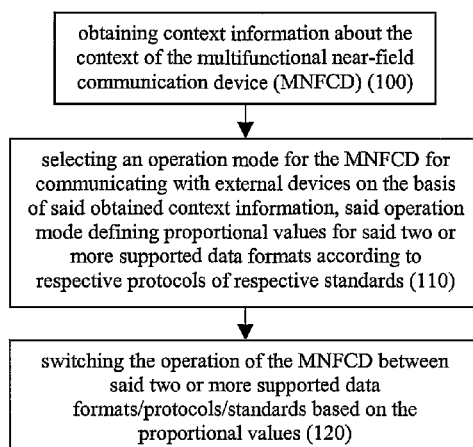 obtaining context information about the
context of the multifunctional near-field
communication device (MNFCD) (100)
selecting an operation mode for the MNFCD for
communicating with external devices on the basis
of said obtained context information, said operation
mode defining proportional values for said two or
more supported data formats according to
respective protocols of respective standards (110)
switching the operation of the MNFCD between
said two or more supported data
formats/protocols/standards based on the
proportional values (120)